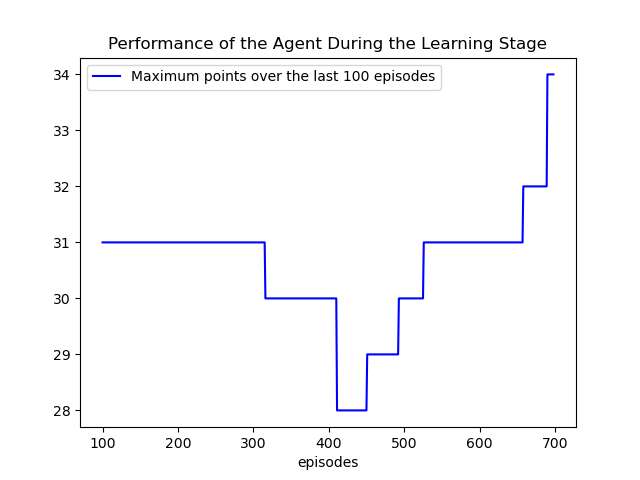 Performance of the Agent During the Learning Stage
Maximum points over the last 100 episodes
34
33
32
31
30
29
28
100 200 300 400 500 600 700
episodes